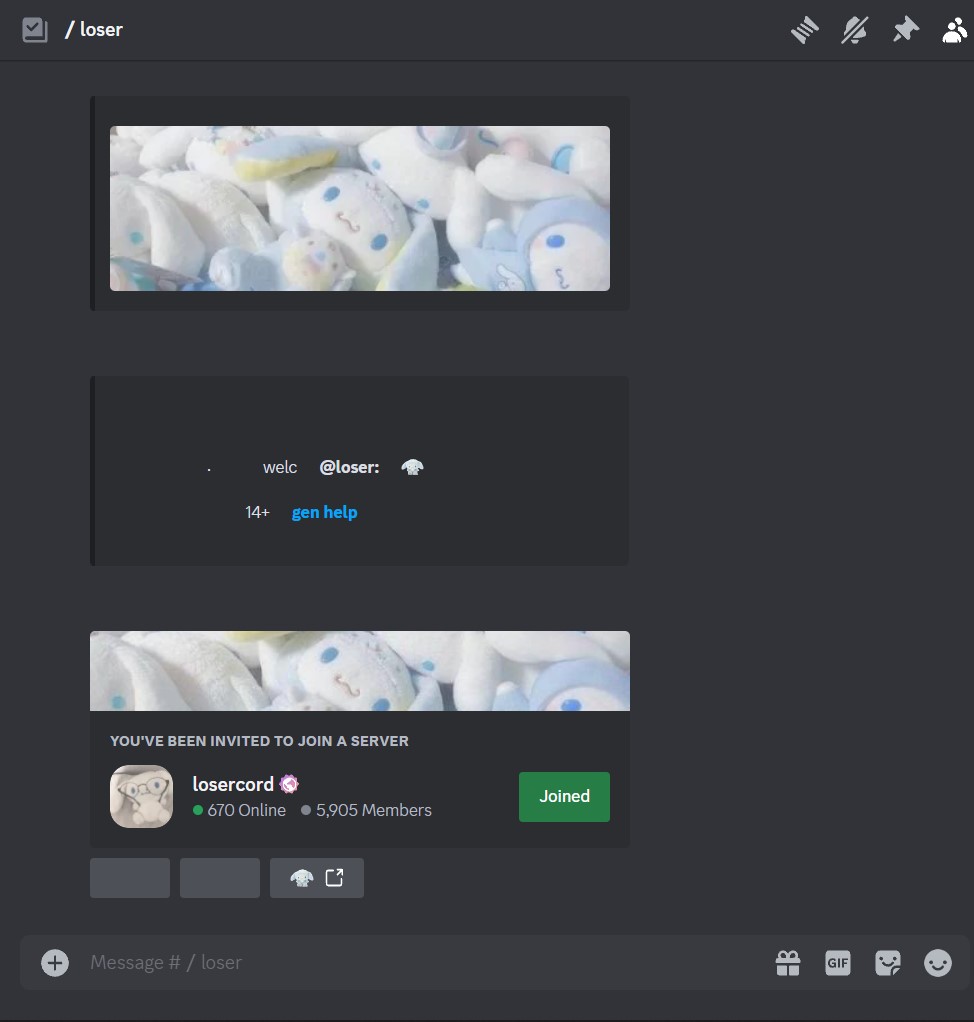 / loser
. welc @loser:
14+ gen help
YOU'VE BEEN INVITED TO JOIN A SERVER
losercord
670 Online 5,905 Members
Joined
Message # / loser
GIF